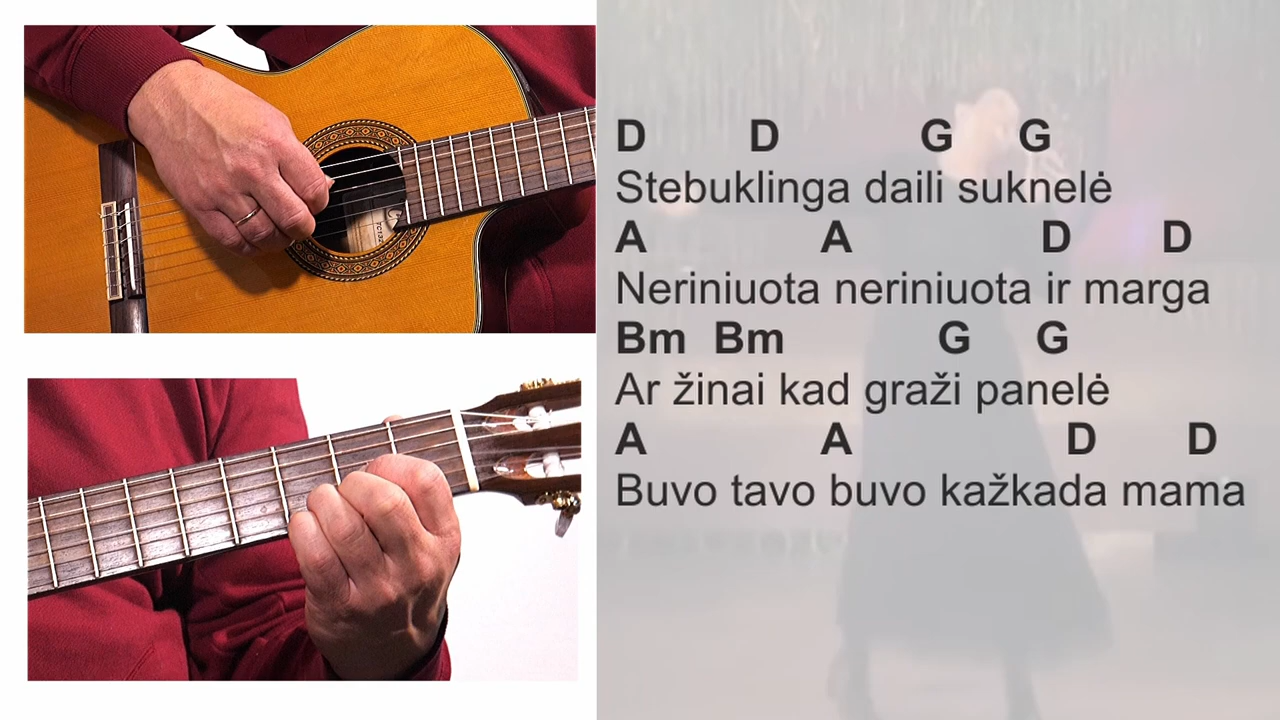 D D G G
Stebuklinga daili suknelė
A A D D
Neriniuota neriniuota ir marga
Bm Bm G G
Ar žinai kad graži panelė
A A D D
Buvo tavo buvo kažkada mama